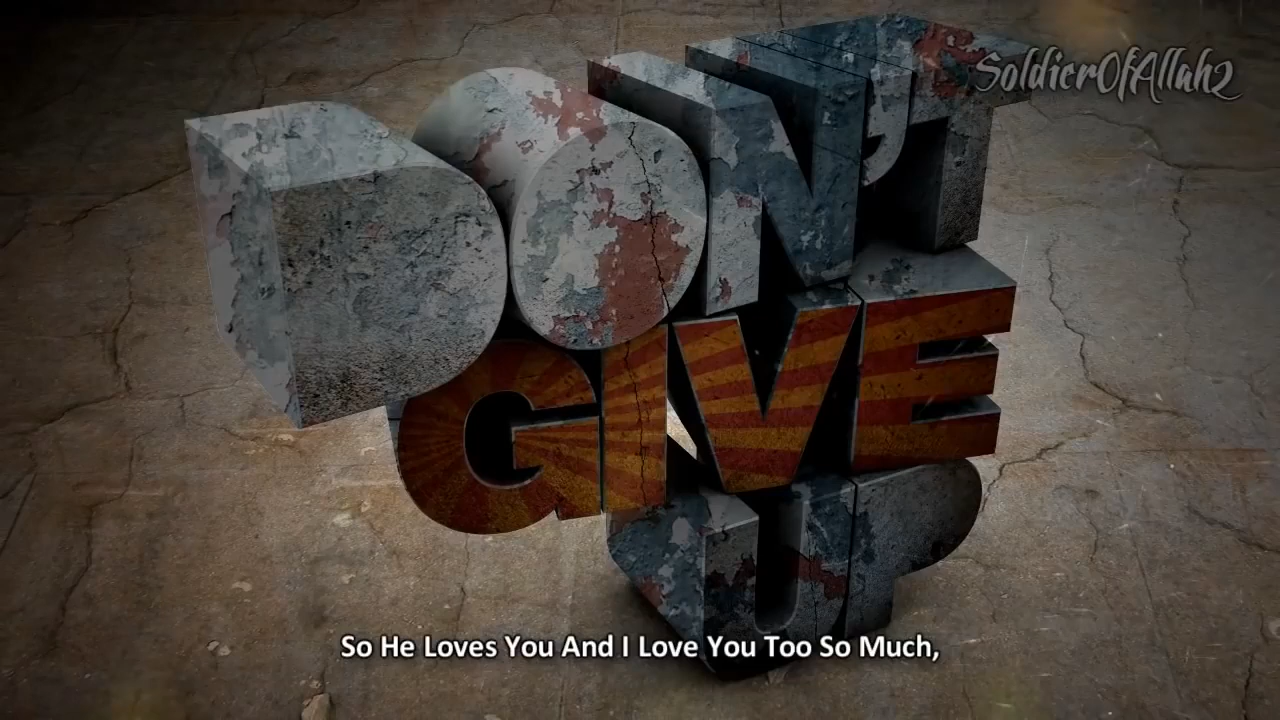 SoldierOfAllah2
DON'T
GIVE
UP
So He Loves You And I Love You Too So Much,